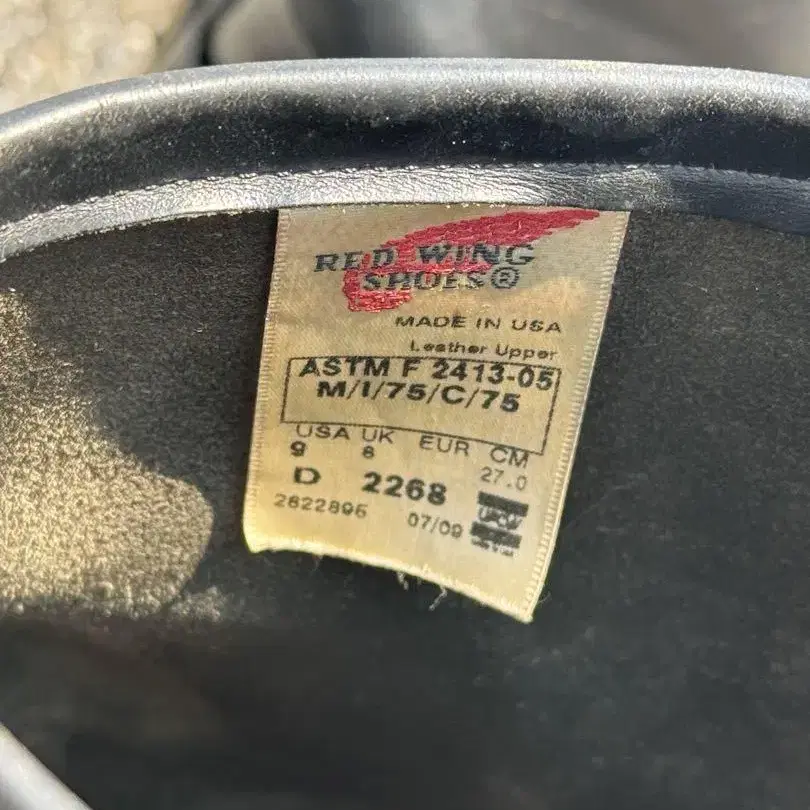 RED WING
SHOES®
MADE IN USA
Leather Upper
ASTM F 2413-05
M/I/75/C/75
USA UK EUR CM
9 8 27.0
D 2268
2622895 07/09